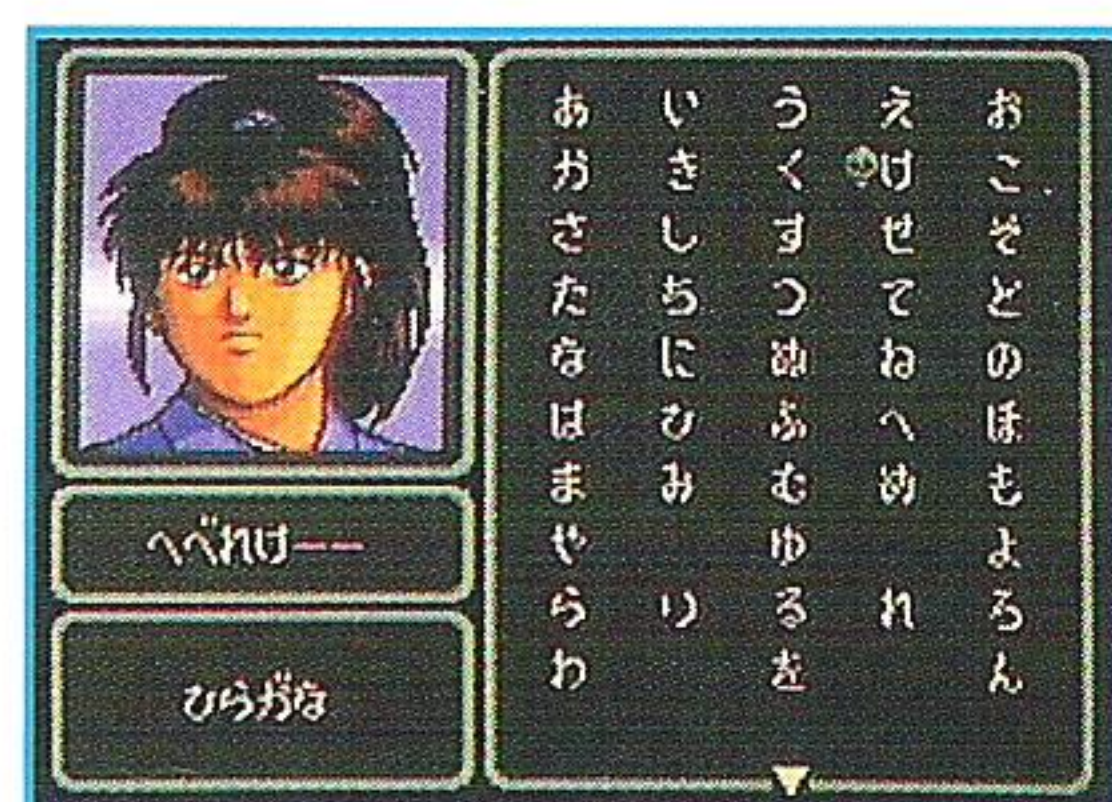 へべれけーー
ひらがな
あ い う え お
か き く け こ
さ し す せ そ
た ち つ て と
な に ぬ ね の
は ひ ふ へ ほ
ま み む め も
や ゆ よ
ら り る れ ろ
わ を ん